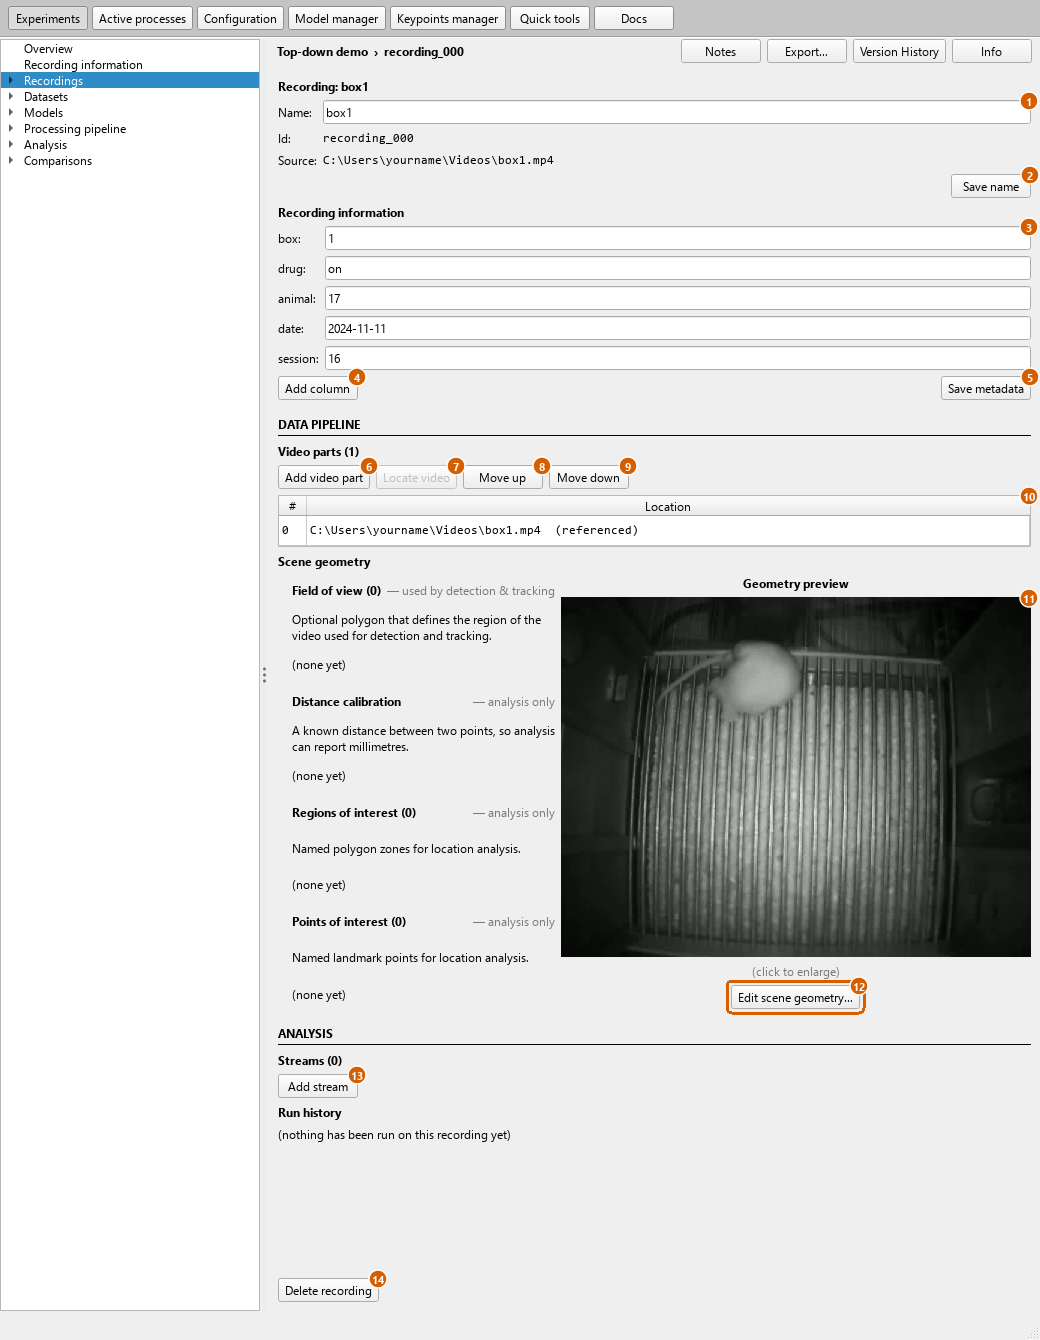 Experiments Active processes Configuration Model manager Keypoints manager Quick tools Docs
Overview
Recording information
Recordings
Datasets
Models
Processing pipeline
Analysis
Comparisons
Top-down demo › recording_000 Notes Export... Version History Info
Recording: box1
Name: box1 1
Id: recording_000
Source: C:\Users\yourname\Videos\box1.mp4
Save name 2
Recording information
box: 1 3
drug: on
animal: 17
date: 2024-11-11
session: 16
Add column 4 Save metadata 5
DATA PIPELINE
Video parts (1)
Add video part 6 Locate video 7 Move up 8 Move down 9
# Location 10
0 C:\Users\yourname\Videos\box1.mp4 (referenced)
Scene geometry
Field of view (0) — used by detection & tracking
Optional polygon that defines the region of the
video used for detection and tracking.
(none yet)
Distance calibration — analysis only
A known distance between two points, so analysis
can report millimetres.
(none yet)
Regions of interest (0) — analysis only
Named polygon zones for location analysis.
(none yet)
Points of interest (0) — analysis only
Named landmark points for location analysis.
(none yet)
Geometry preview
11
(click to enlarge)
Edit scene geometry... 12
ANALYSIS
Streams (0)
Add stream 13
Run history
(nothing has been run on this recording yet)
Delete recording 14